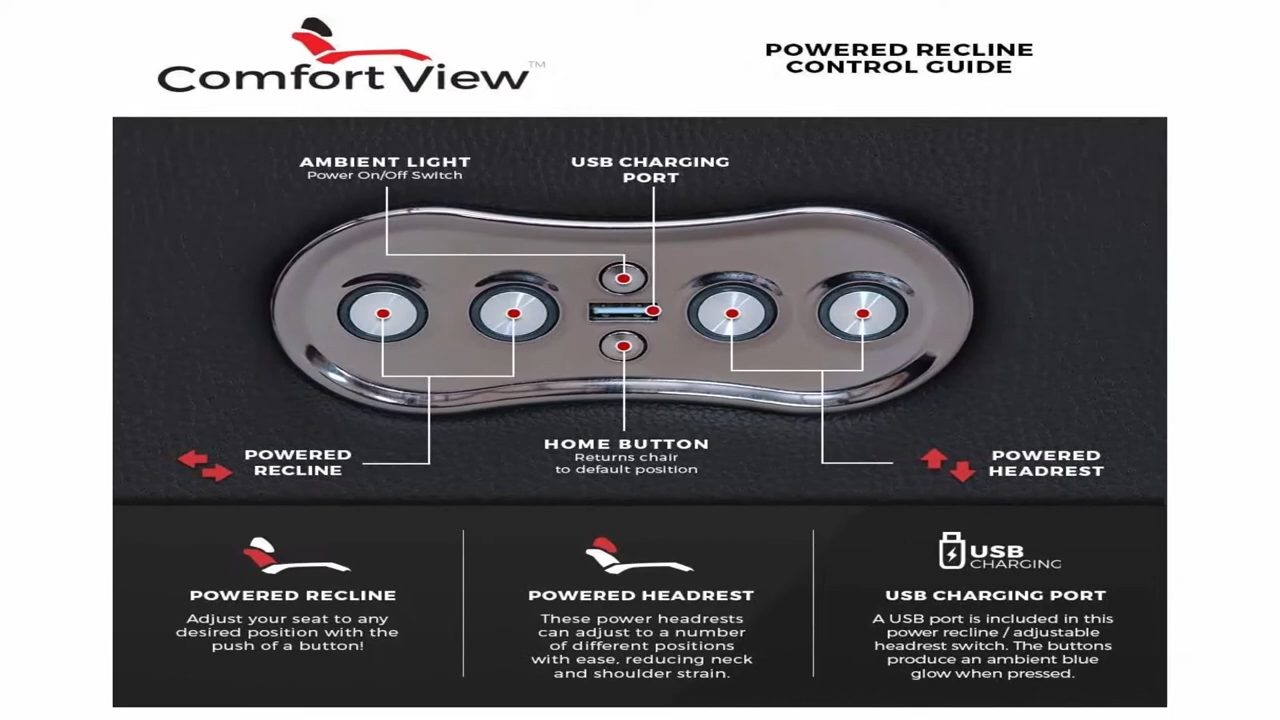 Comfort View™
POWERED RECLINE
CONTROL GUIDE
AMBIENT LIGHT
Power On/Off Switch
USB CHARGING
PORT
POWERED
RECLINE
HOME BUTTON
Returns chair
to default position
POWERED
HEADREST
POWERED RECLINE
Adjust your seat to any
desired position with the
push of a button!
POWERED HEADREST
These power headrests
can adjust to a number
of different positions
with ease, reducing neck
and shoulder strain.
USB
CHARGING
USB CHARGING PORT
A USB port is included in this
power recline / adjustable
headrest switch. The buttons
produce an ambient blue
glow when pressed.